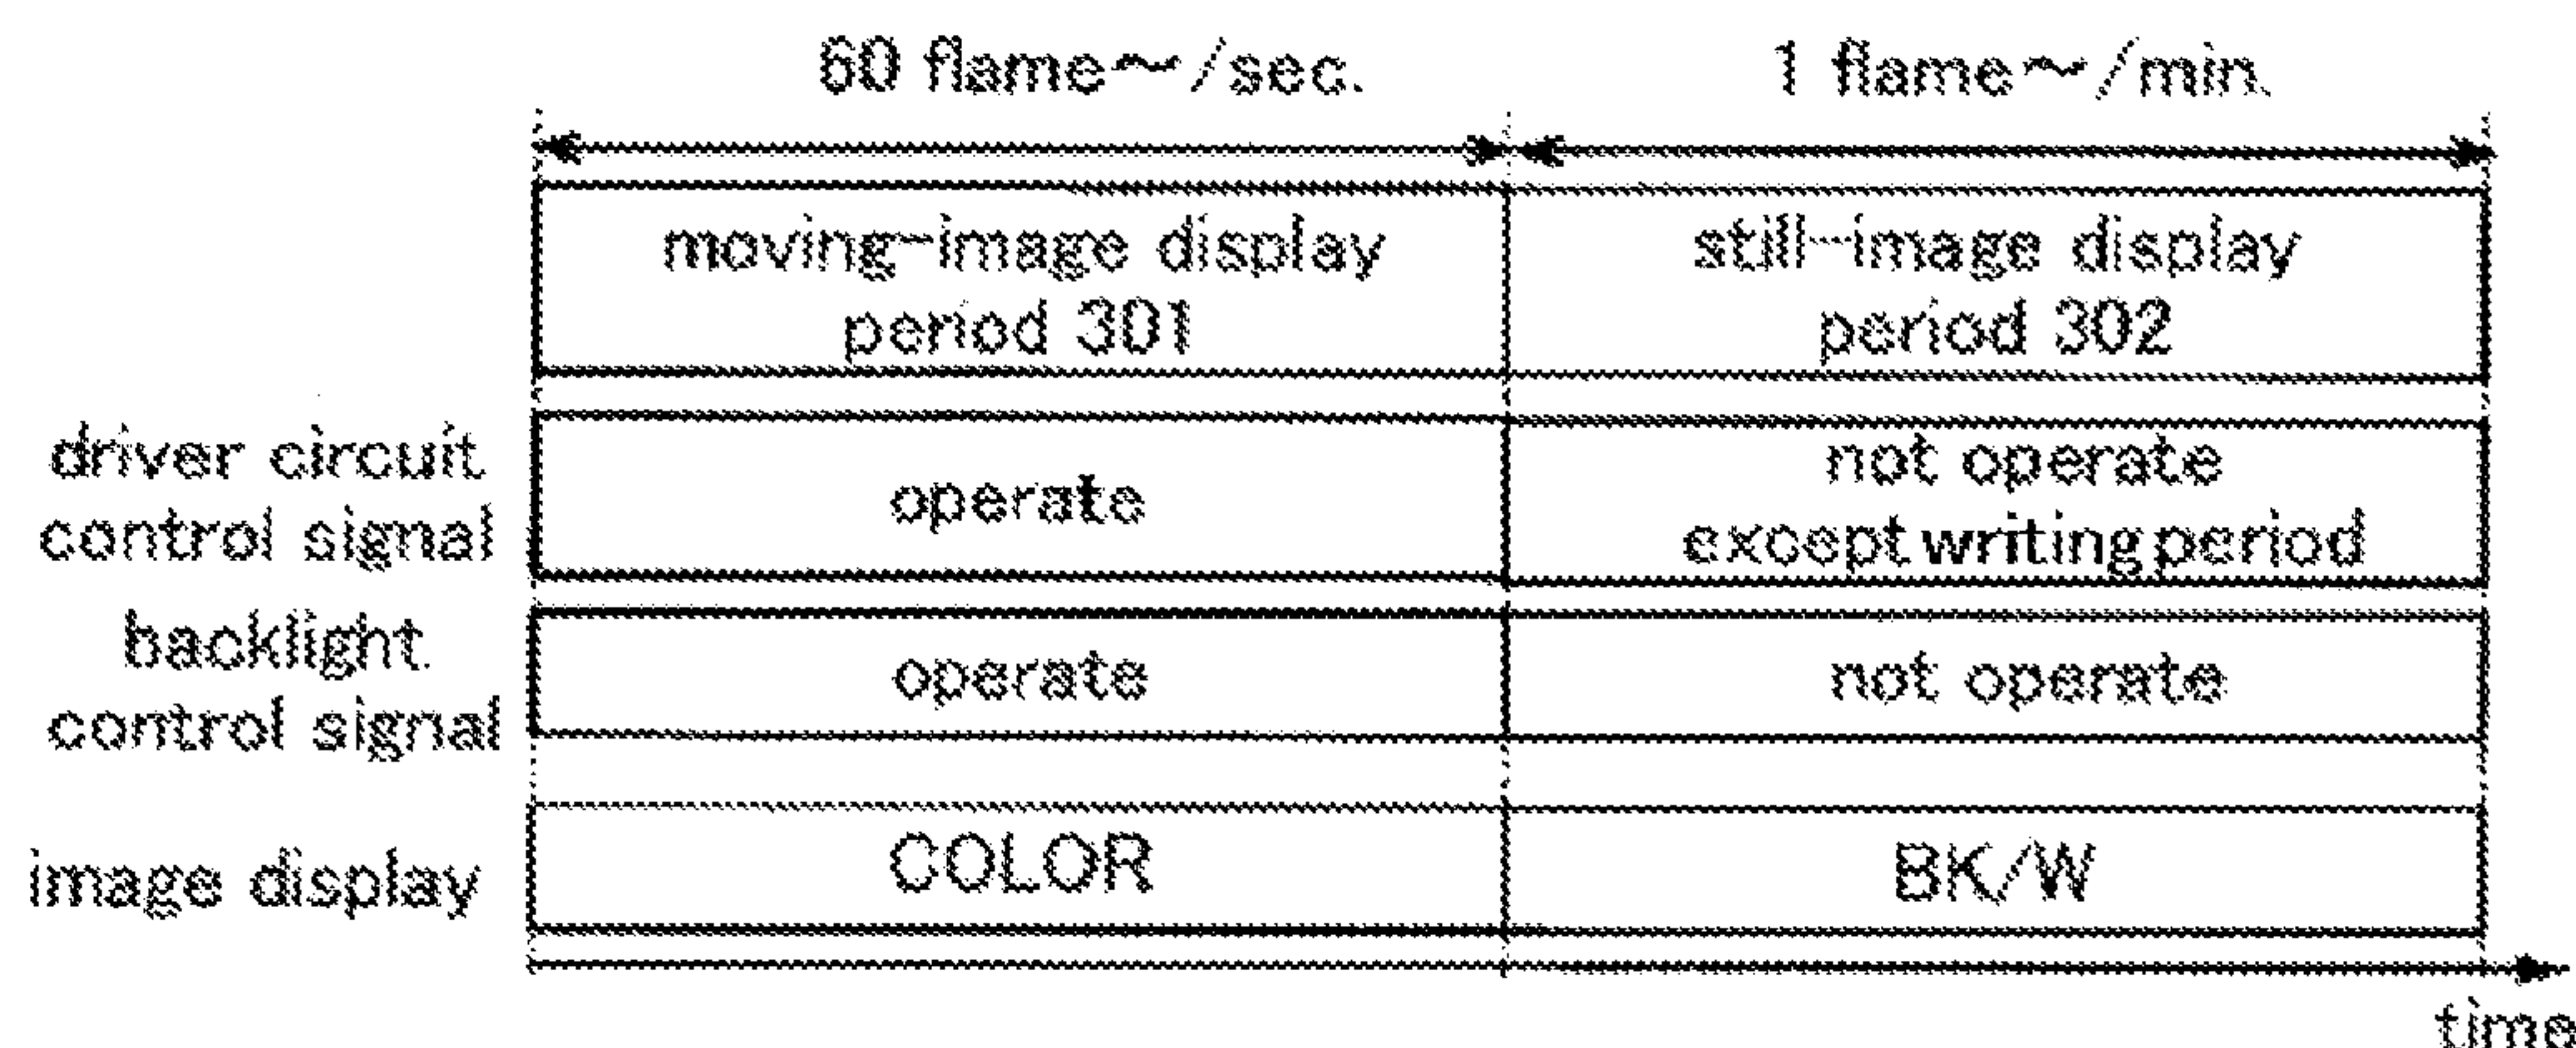 60 flame~/sec.
1 flame~/min.
moving-image display
period 301
still-image display
period 302
driver circuit
control signal
operate
not operate
except writing period
backlight
control signal
operate
not operate
image display
COLOR
BK/W
time